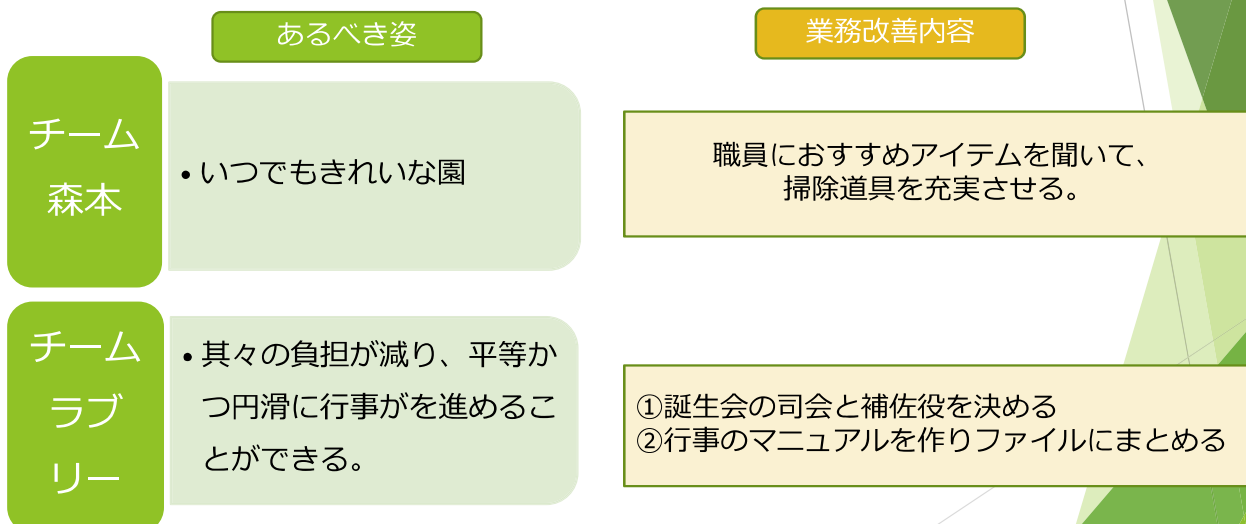 あるべき姿
業務改善内容
チーム
森本
• いつでもきれいな園
職員におすすめアイテムを聞いて、
掃除道具を充実させる。
チーム
ラブ
リー
• 其々の負担が減り、平等か
つ円滑に行事がを進めるこ
とができる。
①誕生会の司会と補佐役を決める
②行事のマニュアルを作りファイルにまとめる